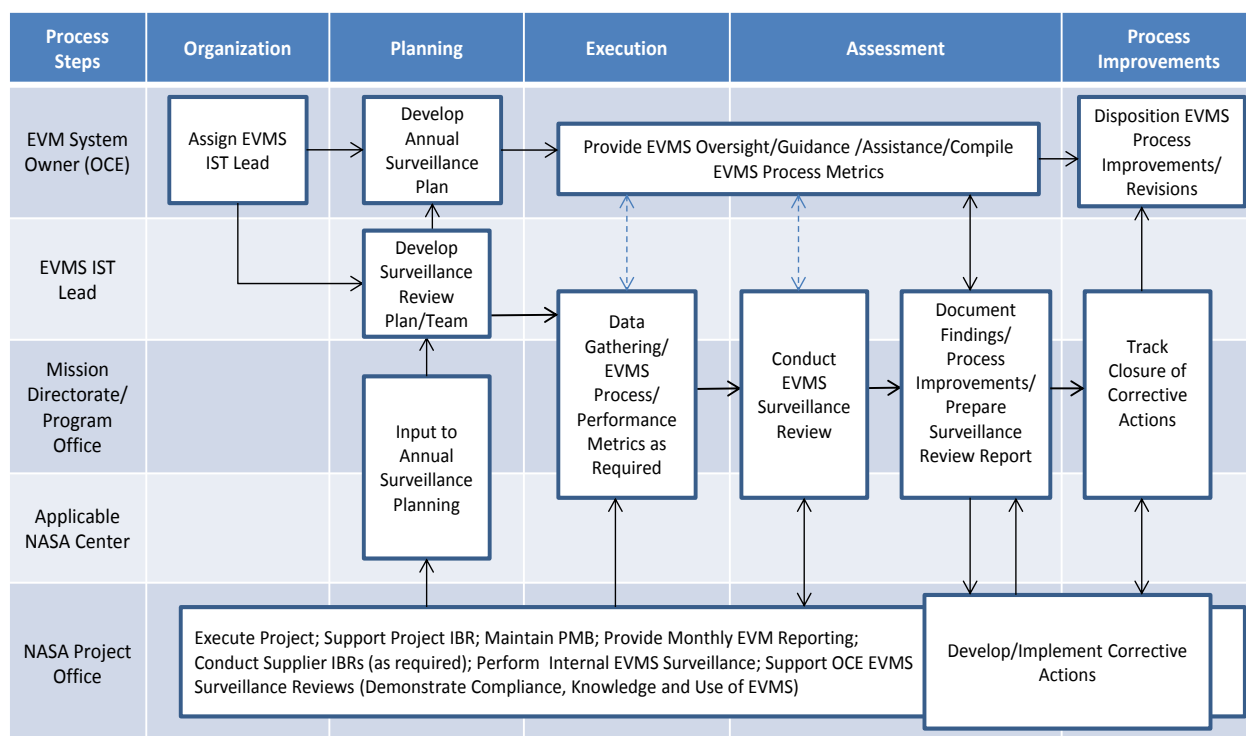 Process
Steps
Organization
Planning
Execution
Assessment
Process
Improvements
EVM System
Owner (OCE)
Assign EVMS
IST Lead
Develop
Annual
Surveillance
Plan
Provide EVMS Oversight/Guidance /Assistance/Compile
EVMS Process Metrics
Disposition EVMS
Process
Improvements/
Revisions
EVMS IST
Lead
Develop
Surveillance
Review
Plan/Team
Mission
Directorate/
Program
Office
Input to
Annual
Surveillance
Planning
Data
Gathering/
EVMS
Process/
Performance
Metrics as
Required
Conduct
EVMS
Surveillance
Review
Document
Findings/
Process
Improvements/
Prepare
Surveillance
Review Report
Track
Closure of
Corrective
Actions
Applicable
NASA Center
NASA Project
Office
Execute Project; Support Project IBR; Maintain PMB; Provide Monthly EVM Reporting;
Conduct Supplier IBRs (as required); Perform Internal EVMS Surveillance; Support OCE EVMS
Surveillance Reviews (Demonstrate Compliance, Knowledge and Use of EVMS)
Develop/Implement Corrective
Actions